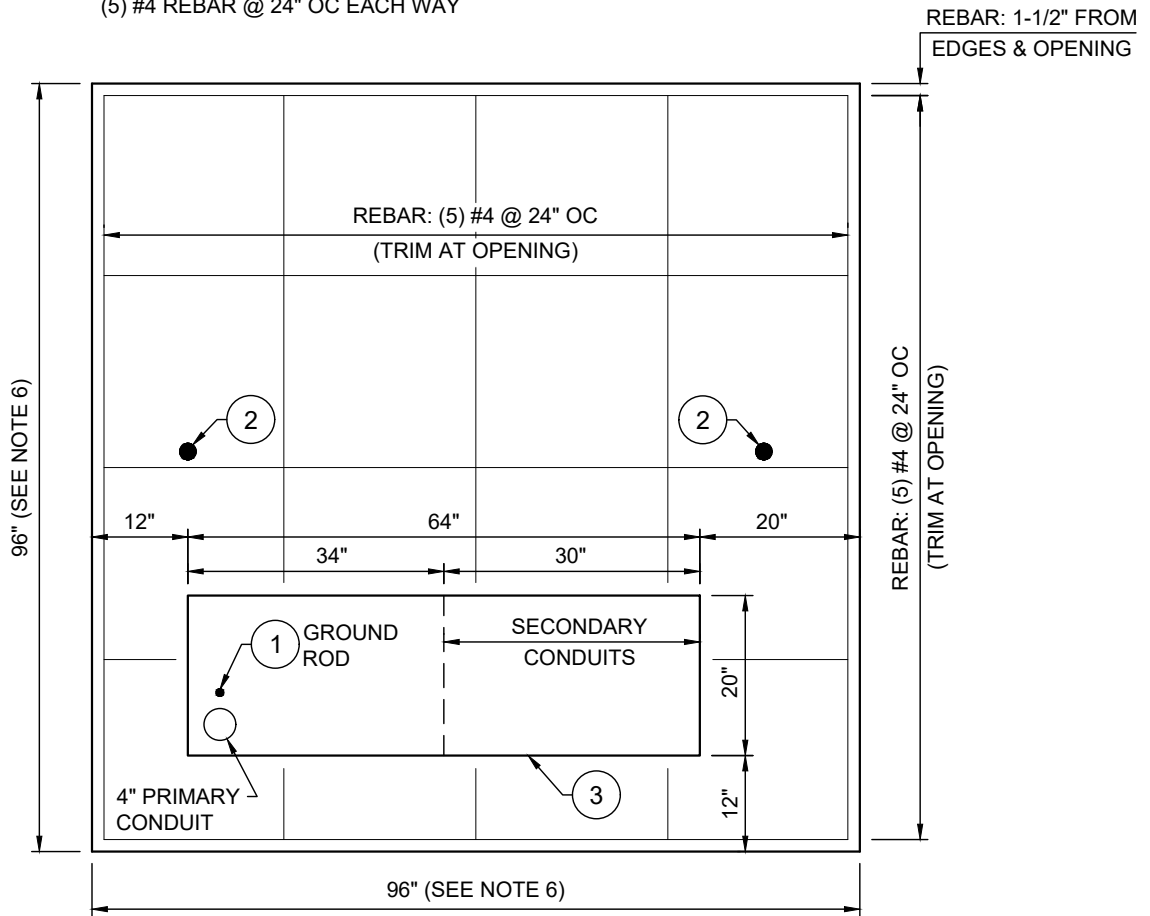 (5) #4 REBAR @ 24" OC EACH WAY
REBAR: 1-1/2" FROM
EDGES & OPENING
REBAR: (5) #4 @ 24" OC
(TRIM AT OPENING)
96" (SEE NOTE 6)
2
2
REBAR: (5) #4 @ 24" OC
(TRIM AT OPENING)
12"
64"
20"
34"
30"
1
GROUND
ROD
SECONDARY
CONDUITS
20"
4" PRIMARY
CONDUIT
3
12"
96" (SEE NOTE 6)